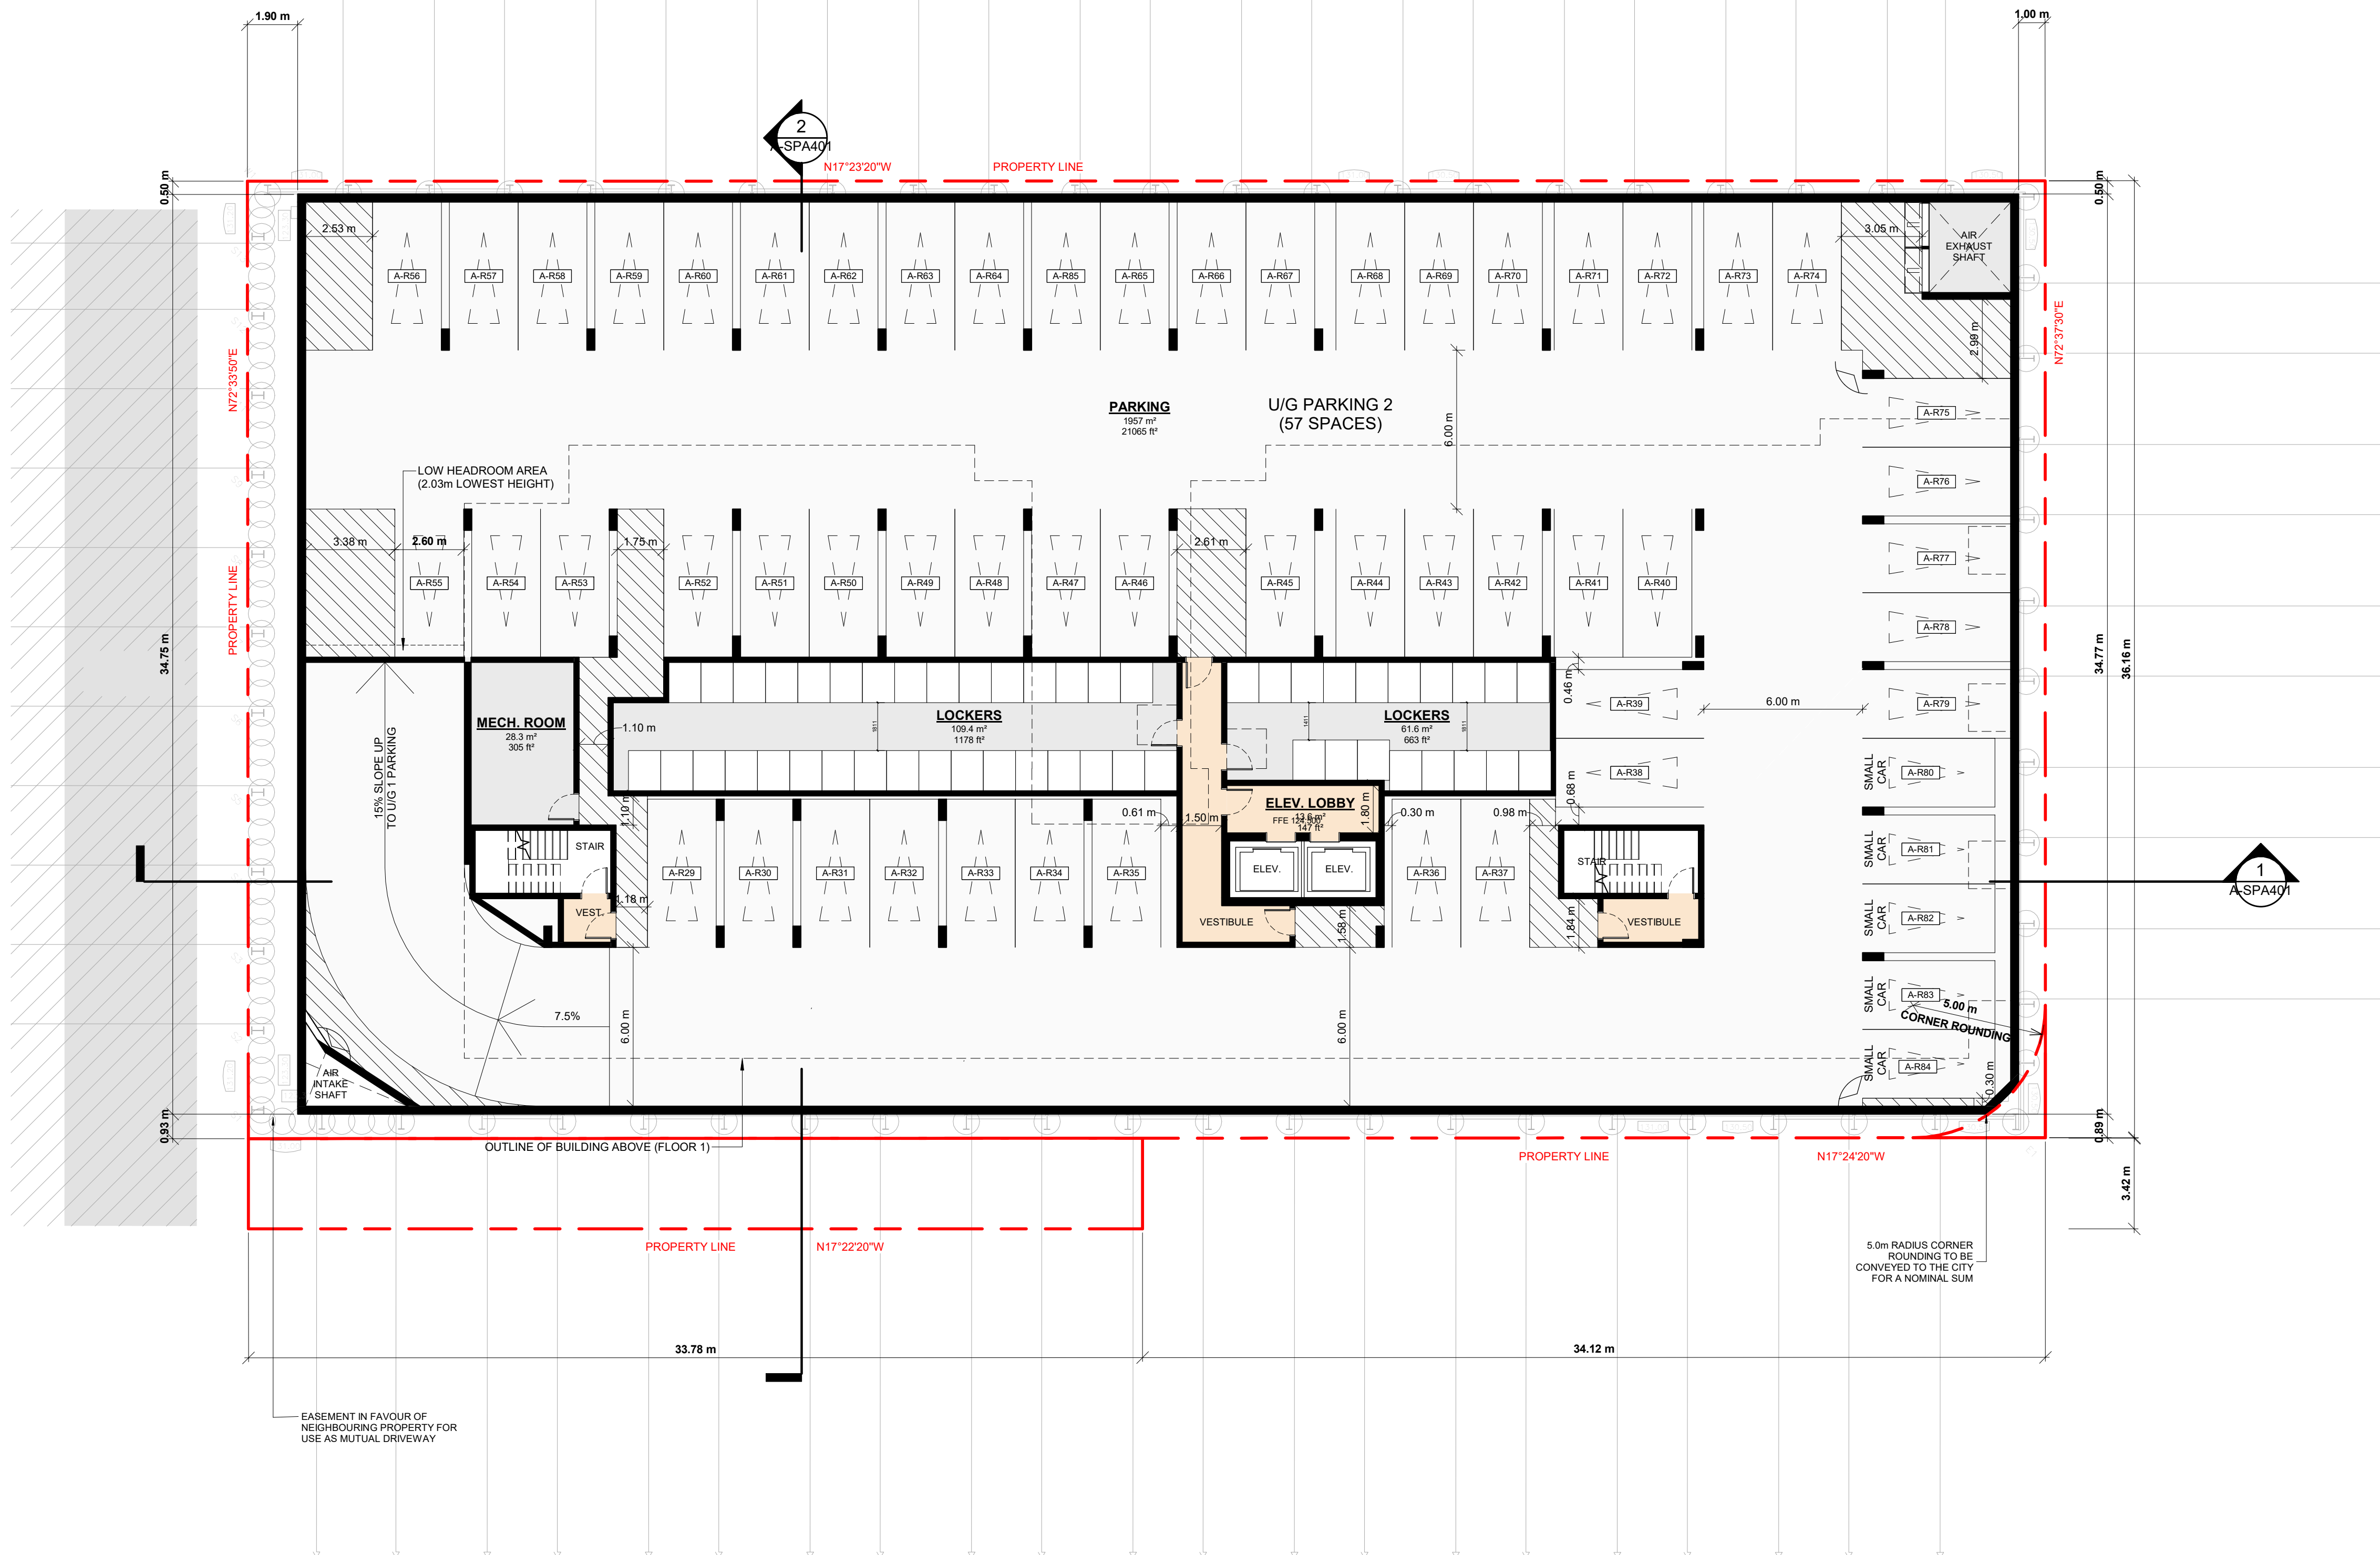 1.90 m
1.00 m
2
A-SPA401
N17°23'20"W
PROPERTY LINE
0.50 m
0.50 m
2.53 m
3.05 m
AIR
EXHAUST
SHAFT
A-R56
A-R57
A-R58
A-R59
A-R60
A-R61
A-R62
A-R63
A-R64
A-R85
A-R65
A-R66
A-R67
A-R68
A-R69
A-R70
A-R71
A-R72
A-R73
A-R74
2.99 m
N72°33'50"E
N72°37'30"E
PARKING
1957 m²
21065 ft²
U/G PARKING 2
(57 SPACES)
6.00 m
A-R75
A-R76
A-R77
A-R78
LOW HEADROOM AREA
(2.03m LOWEST HEIGHT)
3.38 m
2.60 m
1.75 m
2.61 m
A-R55
A-R54
A-R53
A-R52
A-R51
A-R50
A-R49
A-R48
A-R47
A-R46
A-R45
A-R44
A-R43
A-R42
A-R41
A-R40
PROPERTY LINE
34.75 m
34.77 m
36.16 m
0.46 m
A-R39
6.00 m
A-R79
MECH. ROOM
28.3 m²
305 ft²
1.10 m
LOCKERS
109.4 m²
1178 ft²
1811
LOCKERS
61.6 m²
663 ft²
1411
1811
15% SLOPE UP
TO U/G 1 PARKING
A-R38
0.68 m
SMALL
CAR
A-R80
1.10 m
0.61 m
1.50 m
ELEV. LOBBY
13.6 m²
FFE 124.500
147 ft²
1.80 m
0.30 m
0.98 m
STAIR
STAIR
SMALL
CAR
A-R81
A-R29
A-R30
A-R31
A-R32
A-R33
A-R34
A-R35
ELEV.
ELEV.
A-R36
A-R37
1
A-SPA401
1.18 m
VEST.
VESTIBULE
1.58 m
1.84 m
VESTIBULE
SMALL
CAR
A-R82
SMALL
CAR
A-R83
5.00 m
CORNER ROUNDING
7.5%
6.00 m
6.00 m
SMALL
CAR
A-R84
0.30 m
AIR
INTAKE
SHAFT
0.93 m
0.89 m
OUTLINE OF BUILDING ABOVE (FLOOR 1)
PROPERTY LINE
N17°24'20"W
3.42 m
PROPERTY LINE
N17°22'20"W
5.0m RADIUS CORNER
ROUNDING TO BE
CONVEYED TO THE CITY
FOR A NOMINAL SUM
33.78 m
34.12 m
EASEMENT IN FAVOUR OF
NEIGHBOURING PROPERTY FOR
USE AS MUTUAL DRIVEWAY